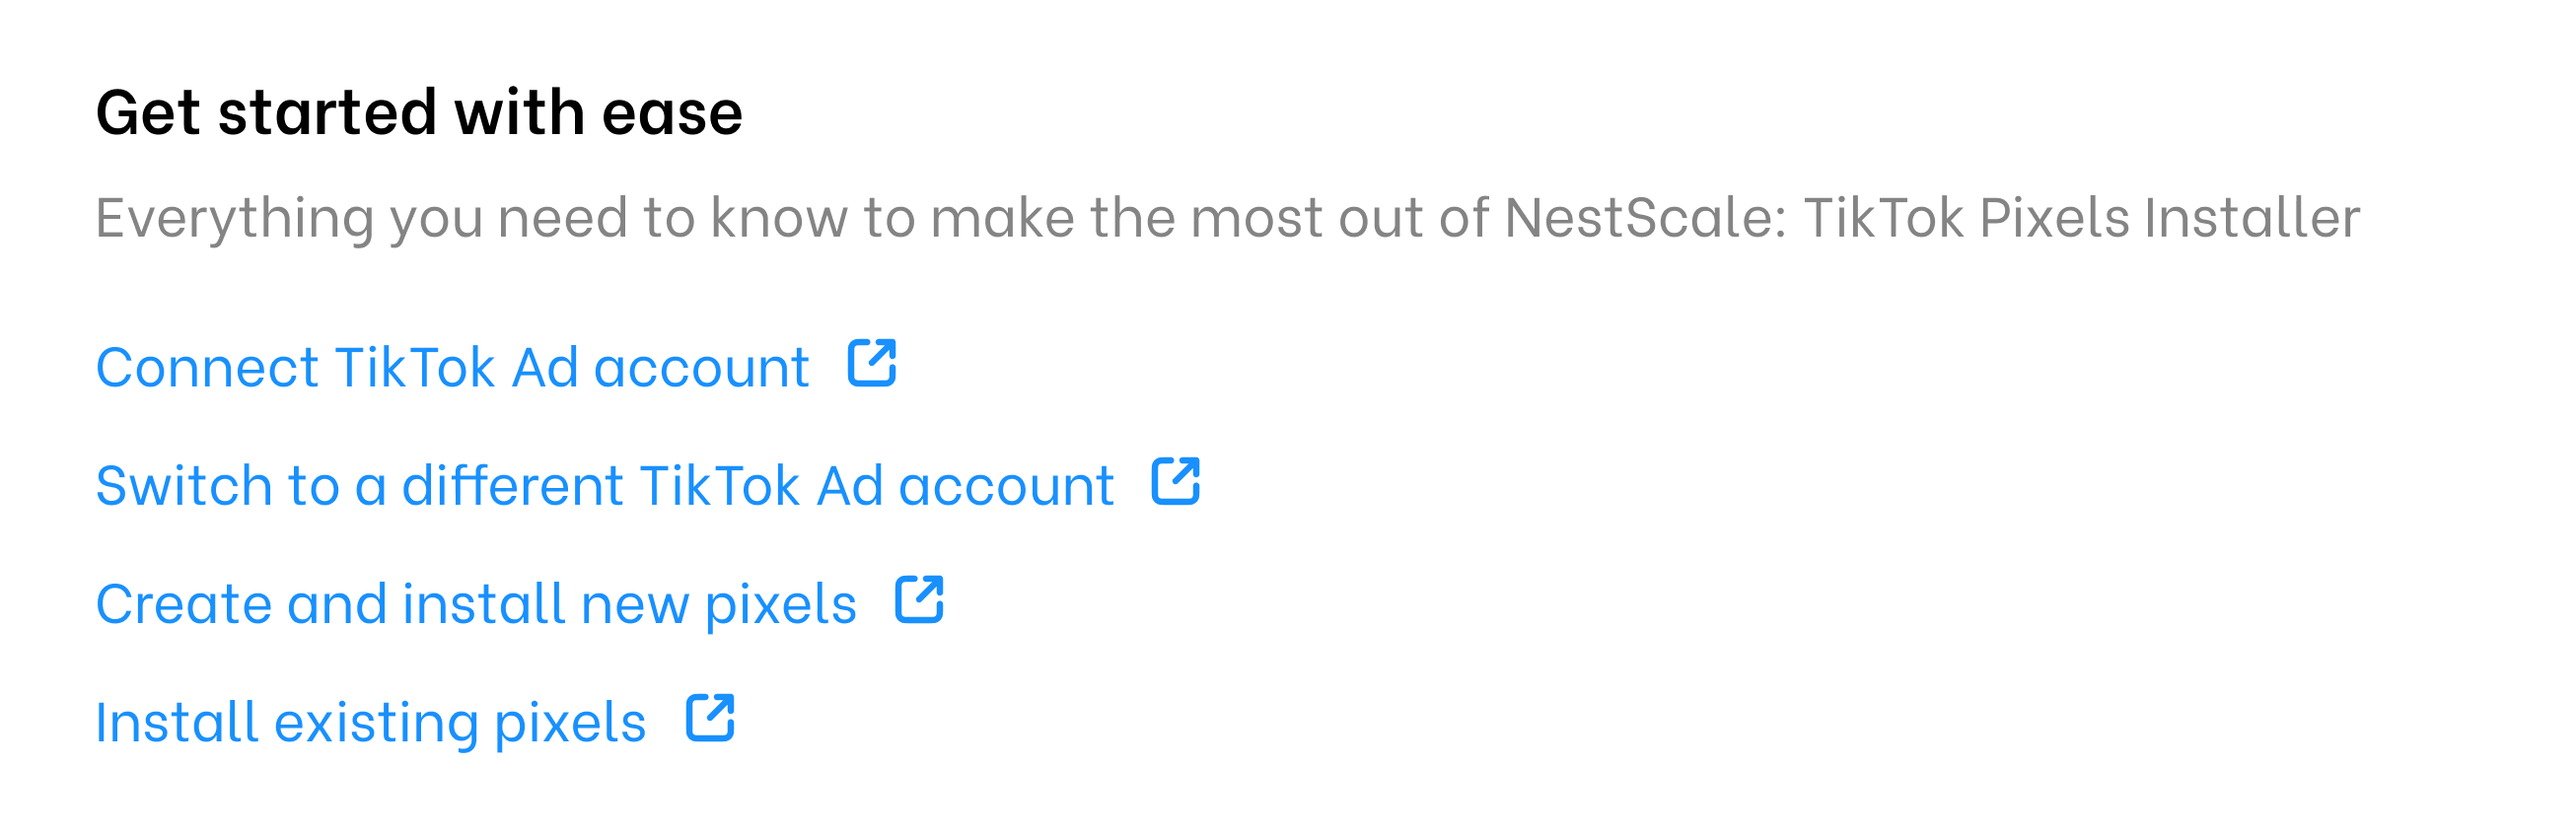 Get started with ease
Everything you need to know to make the most out of NestScale: TikTok Pixels Installer
Connect TikTok Ad account
Switch to a different TikTok Ad account
Create and install new pixels
Install existing pixels